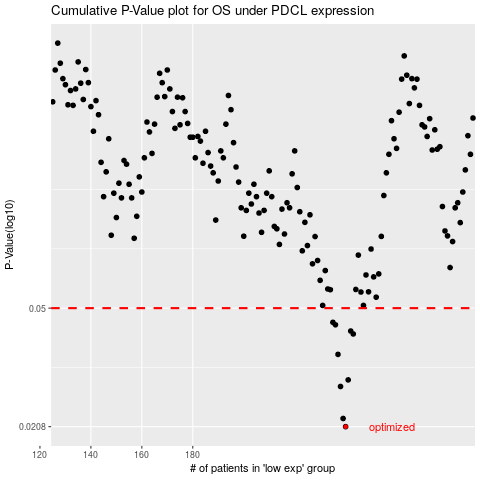 Cumulative P-Value plot for OS under PDCL expression
P-Value(log10)
0.05
0.0208
optimized
120 140 160 180
# of patients in 'low exp' group